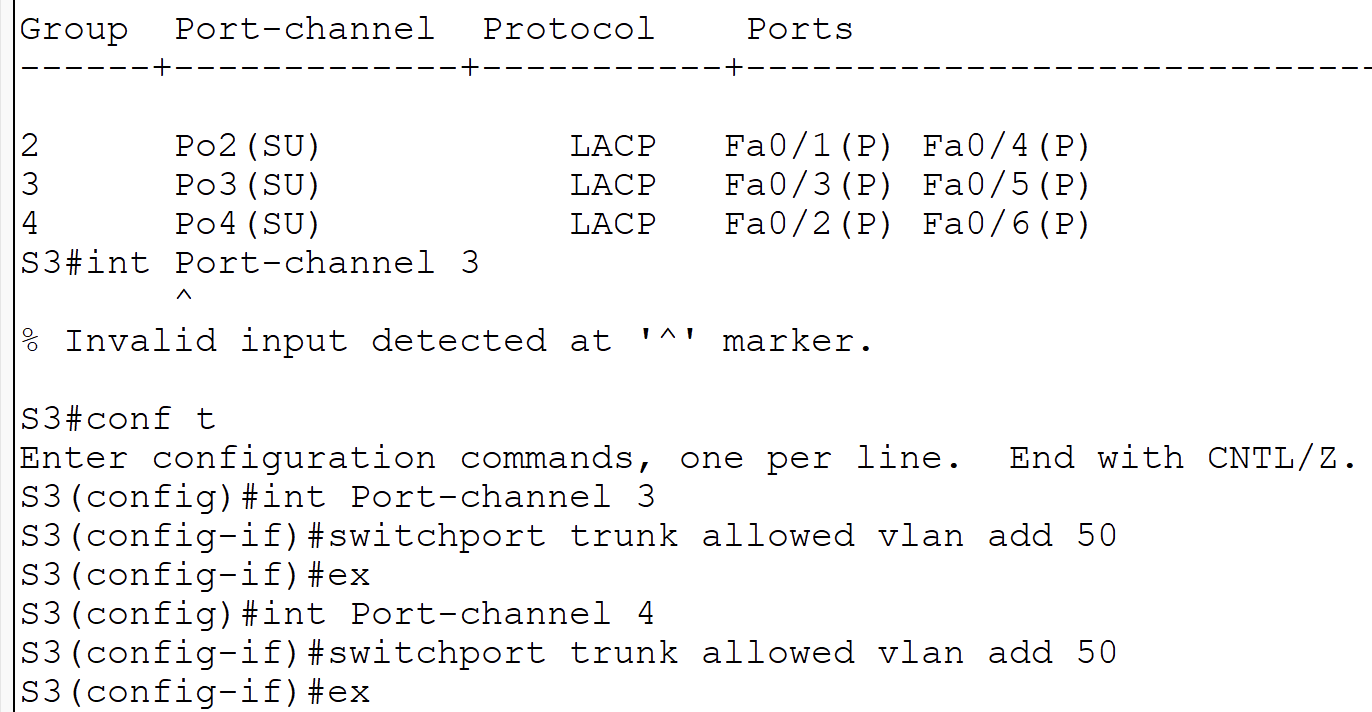 Group  Port-channel  Protocol    Ports
------+-------------+-----------+----------------------------
2      Po2(SU)           LACP   Fa0/1(P) Fa0/4(P)
3      Po3(SU)           LACP   Fa0/3(P) Fa0/5(P)
4      Po4(SU)           LACP   Fa0/2(P) Fa0/6(P)
S3#int Port-channel 3
       ^
% Invalid input detected at '^' marker.
S3#conf t
Enter configuration commands, one per line.  End with CNTL/Z.
S3(config)#int Port-channel 3
S3(config-if)#switchport trunk allowed vlan add 50
S3(config-if)#ex
S3(config)#int Port-channel 4
S3(config-if)#switchport trunk allowed vlan add 50
S3(config-if)#ex